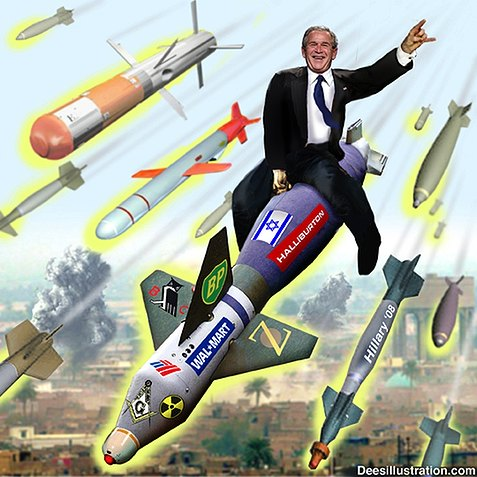 HALLIBURTON
BP
WAL-MART
Z
G
Hillary '08
Deesillustration.com